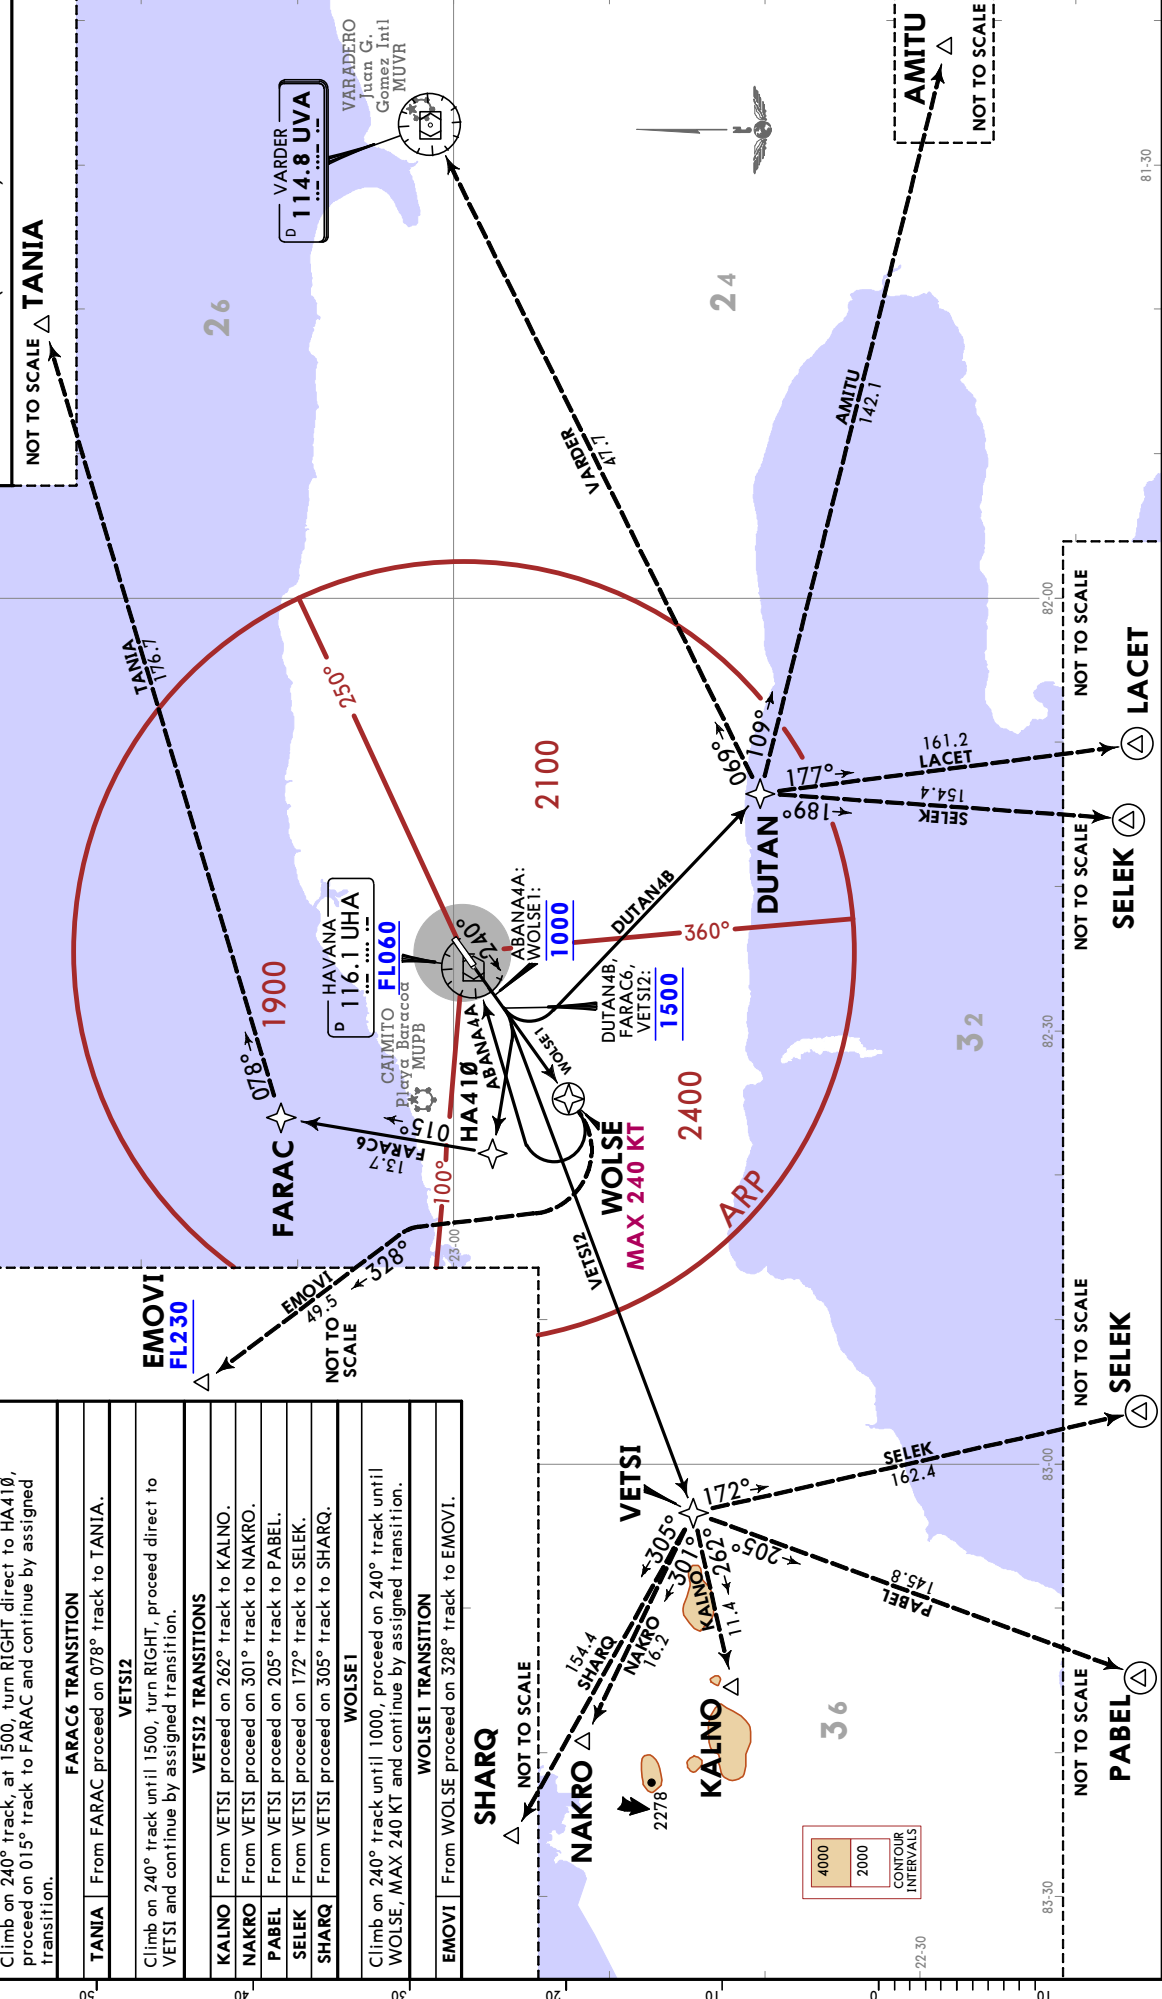 Climb on 240° track, at 1500, turn RIGHT direct to HA41Ø,
proceed on 015° track to FARAC and continue by assigned
transition.
FARAC6 TRANSITION
TANIA From FARAC proceed on 078° track to TANIA.
VETSI2
Climb on 240° track until 1500, turn RIGHT, proceed direct to
VETSI and continue by assigned transition.
VETSI2 TRANSITIONS
KALNO From VETSI proceed on 262° track to KALNO.
NAKRO From VETSI proceed on 301° track to NAKRO.
PABEL From VETSI proceed on 205° track to PABEL.
SELEK From VETSI proceed on 172° track to SELEK.
SHARQ From VETSI proceed on 305° track to SHARQ.
WOLSE1
Climb on 240° track until 1000, proceed on 240° track until
WOLSE, MAX 240 KT and continue by assigned transition.
WOLSE1 TRANSITION
EMOVI From WOLSE proceed on 328° track to EMOVI.
EMOVI
FL230
EMOVI
49.5
328°
NOT TO
SCALE
NOT TO SCALE
TANIA
TANIA
176.7
078°
FARAC
015°
FARAC6
13.7
26
VARDER
D 114.8 UVA
VARADERO
Juan G.
Gomez Intl
MUVR
AMITU
NOT TO SCALE
81-30
24
VARDER
47.7
AMITU
142.1
250°
1900
2100
HAVANA
D 116.1 UHA
FL060
CAIMITO
Playa Baracoa
MUPB
240°
ABANA4A:
WOLSE1:
1000
DUTAN4B,
FARAC6,
VETSI2:
1500
ABANA4A
HA41Ø
100°
23-00
WOLSE1
WOLSE
MAX 240 KT
2400
ARP
360°
DUTAN4B
DUTAN
069°
109°
177°
189°
161.2
LACET
154.4
SELEK
NOT TO SCALE
LACET
NOT TO SCALE
SELEK
82-00
82-30
32
VETSI2
VETSI
172°
SELEK
162.4
NOT TO SCALE
SELEK
83-00
205°
PABEL
145.8
NOT TO SCALE
PABEL
305°
301°
262°
154.4
SHARQ
NAKRO
16.2
KALNO
11.4
NOT TO SCALE
SHARQ
NAKRO
KALNO
2278
36
4000
2000
CONTOUR
INTERVALS
83-30
22-30
50
40
30
20
10
0
10